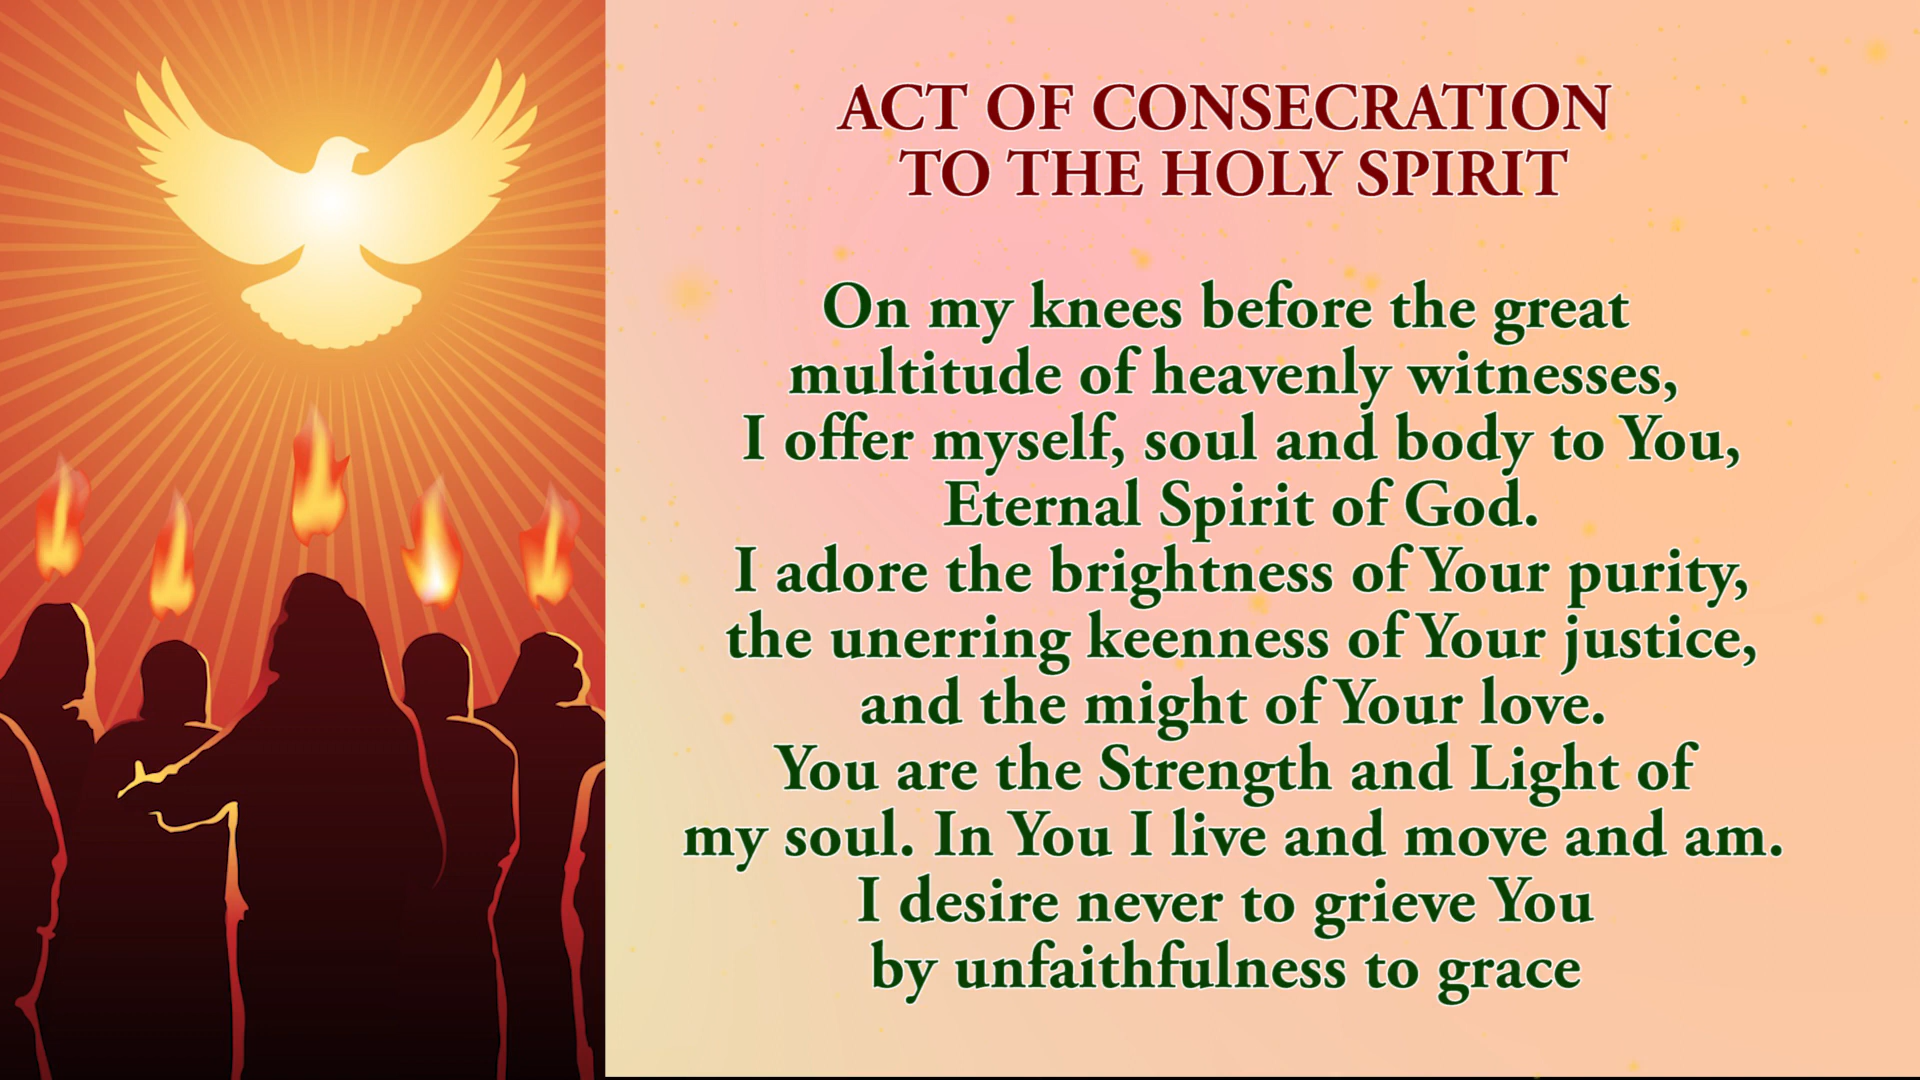 ACT OF CONSECRATION
TO THE HOLY SPIRIT
On my knees before the great
multitude of heavenly witnesses,
I offer myself, soul and body to You,
Eternal Spirit of God.
I adore the brightness of Your purity,
the unerring keenness of Your justice,
and the might of Your love.
You are the Strength and Light of
my soul. In You I live and move and am.
I desire never to grieve You
by unfaithfulness to grace